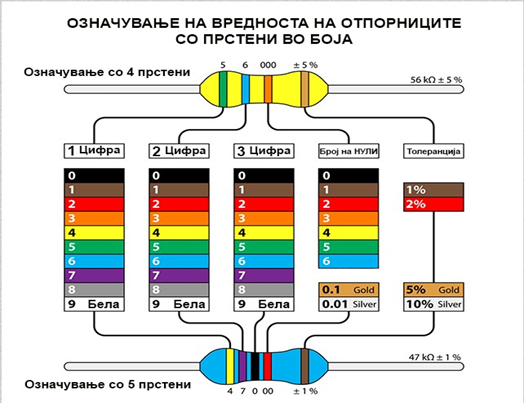 ОЗНАЧУВАЊЕ НА ВРЕДНОСТА НА ОТПОРНИЦИТЕ
СО ПРСТЕНИ ВО БОЈА
Означување со 4 прстени
5 6 000 ± 5 %
56 kΩ ± 5 %
1 Цифра 2 Цифра 3 Цифра Број на НУЛИ Толеранција
0 0 0 0
1 1 1 1 1%
2 2 2 2 2%
3 3 3 3
4 4 4 4
5 5 5 5
6 6 6 6
7 7 7
8 8 8 0.1 Gold 5% Gold
9 Бела 9 Бела 9 Бела 0.01 Silver 10% Silver
47 kΩ ± 1 %
Означување со 5 прстени
4 7 0 00 ± 1 %